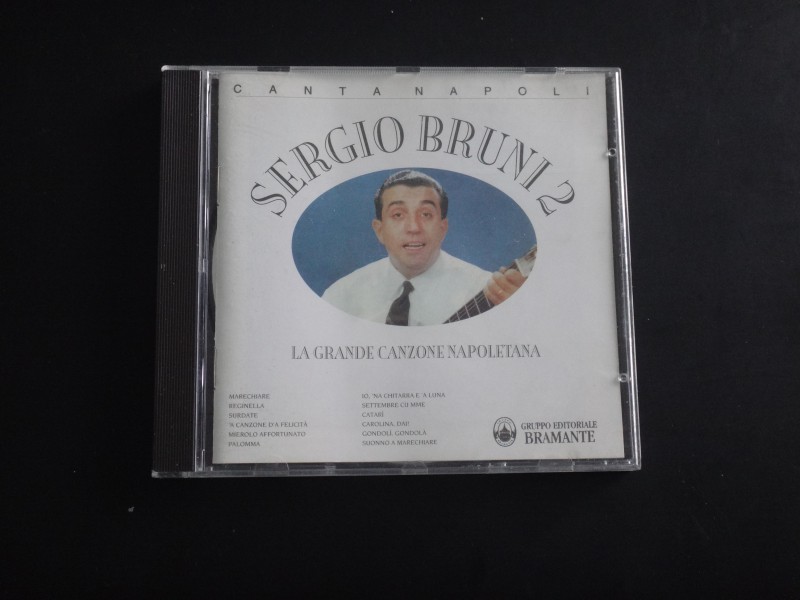 CANTANAPOLI
SERGIO BRUNI 2
LA GRANDE CANZONE NAPOLETANA
MARECHIARE
REGINELLA
SURDATE
'A CANZONE D'A FELICITÀ
MIEROLO AFFORTUNATO
PALOMMA
IO, 'NA CHITARRA E 'A LUNA
SETTEMBRE CU MME
CATARÌ
CAROLINA, DAI!
GONDOLÌ, GONDOLÀ
SUONNO A MARECHIARE
GRUPPO EDITORIALE
BRAMANTE